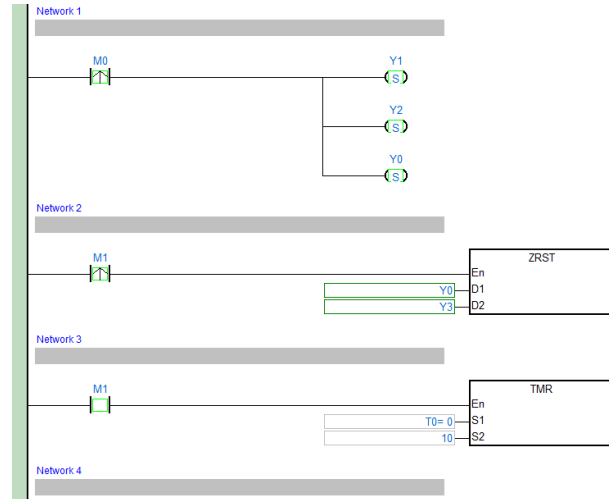 Network 1
M0
Y1
S
Y2
S
Y0
S
Network 2
M1
ZRST
En
Y0 D1
Y3 D2
Network 3
M1
TMR
En
T0= 0 S1
10 S2
Network 4